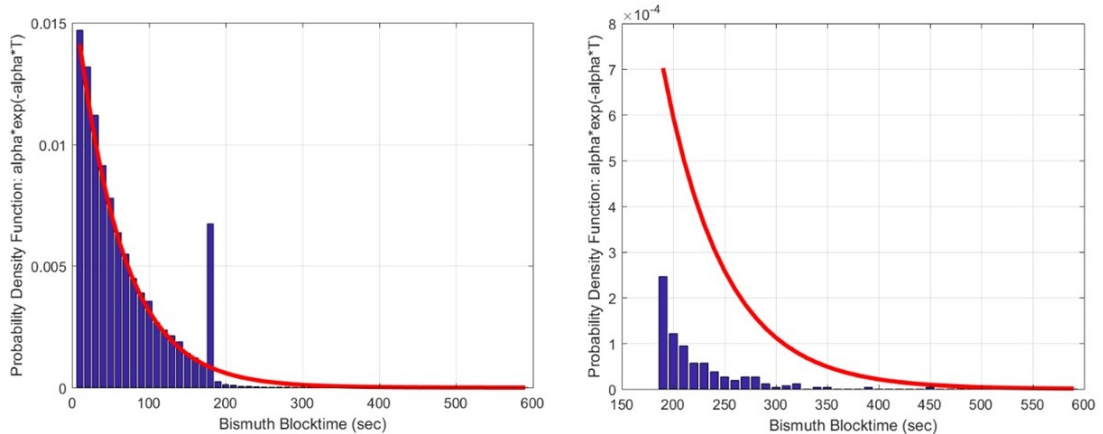 Probability Density Function: alpha*exp(-alpha*T)
0.015
0.01
0.005
0
0 100 200 300 400 500 600
Bismuth Blocktime (sec)
Probability Density Function: alpha*exp(-alpha*T)
×10⁻⁴
8
7
6
5
4
3
2
1
0
150 200 250 300 350 400 450 500 550 600
Bismuth Blocktime (sec)